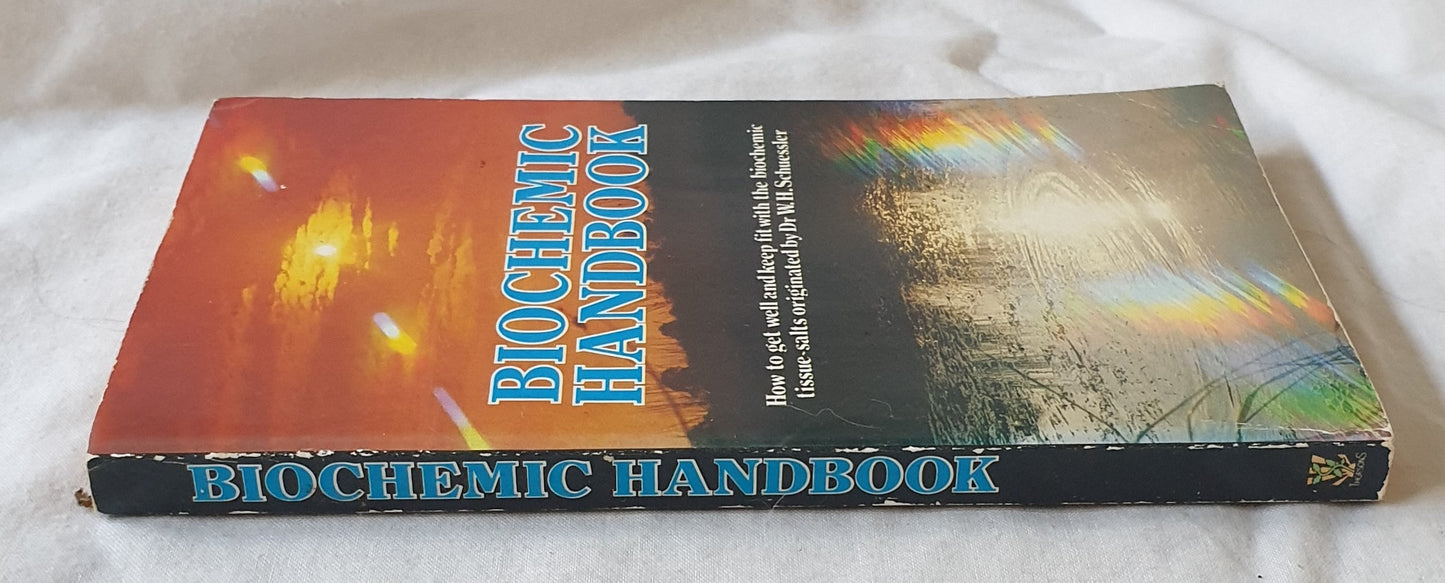 BIOCHEMIC
HANDBOOK
How to get well and keep fit with the biochemic
tissue-salts originated by Dr W.H. Schuessler
BIOCHEMIC HANDBOOK
THORSONS